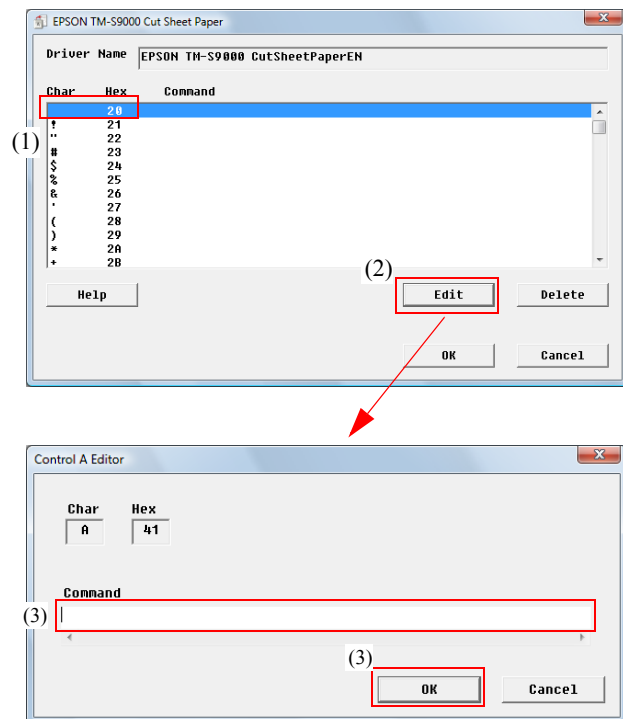 EPSON TM-S9000 Cut Sheet Paper
Driver Name EPSON TM-S9000 CutSheetPaperEN
Char Hex Command
20
(1)
! 21
" 22
# 23
$ 24
% 25
& 26
' 27
( 28
) 29
* 2A
+ 2B
(2)
Help Edit Delete
OK Cancel
Control A Editor
Char Hex
A 41
Command
(3)
(3)
OK Cancel